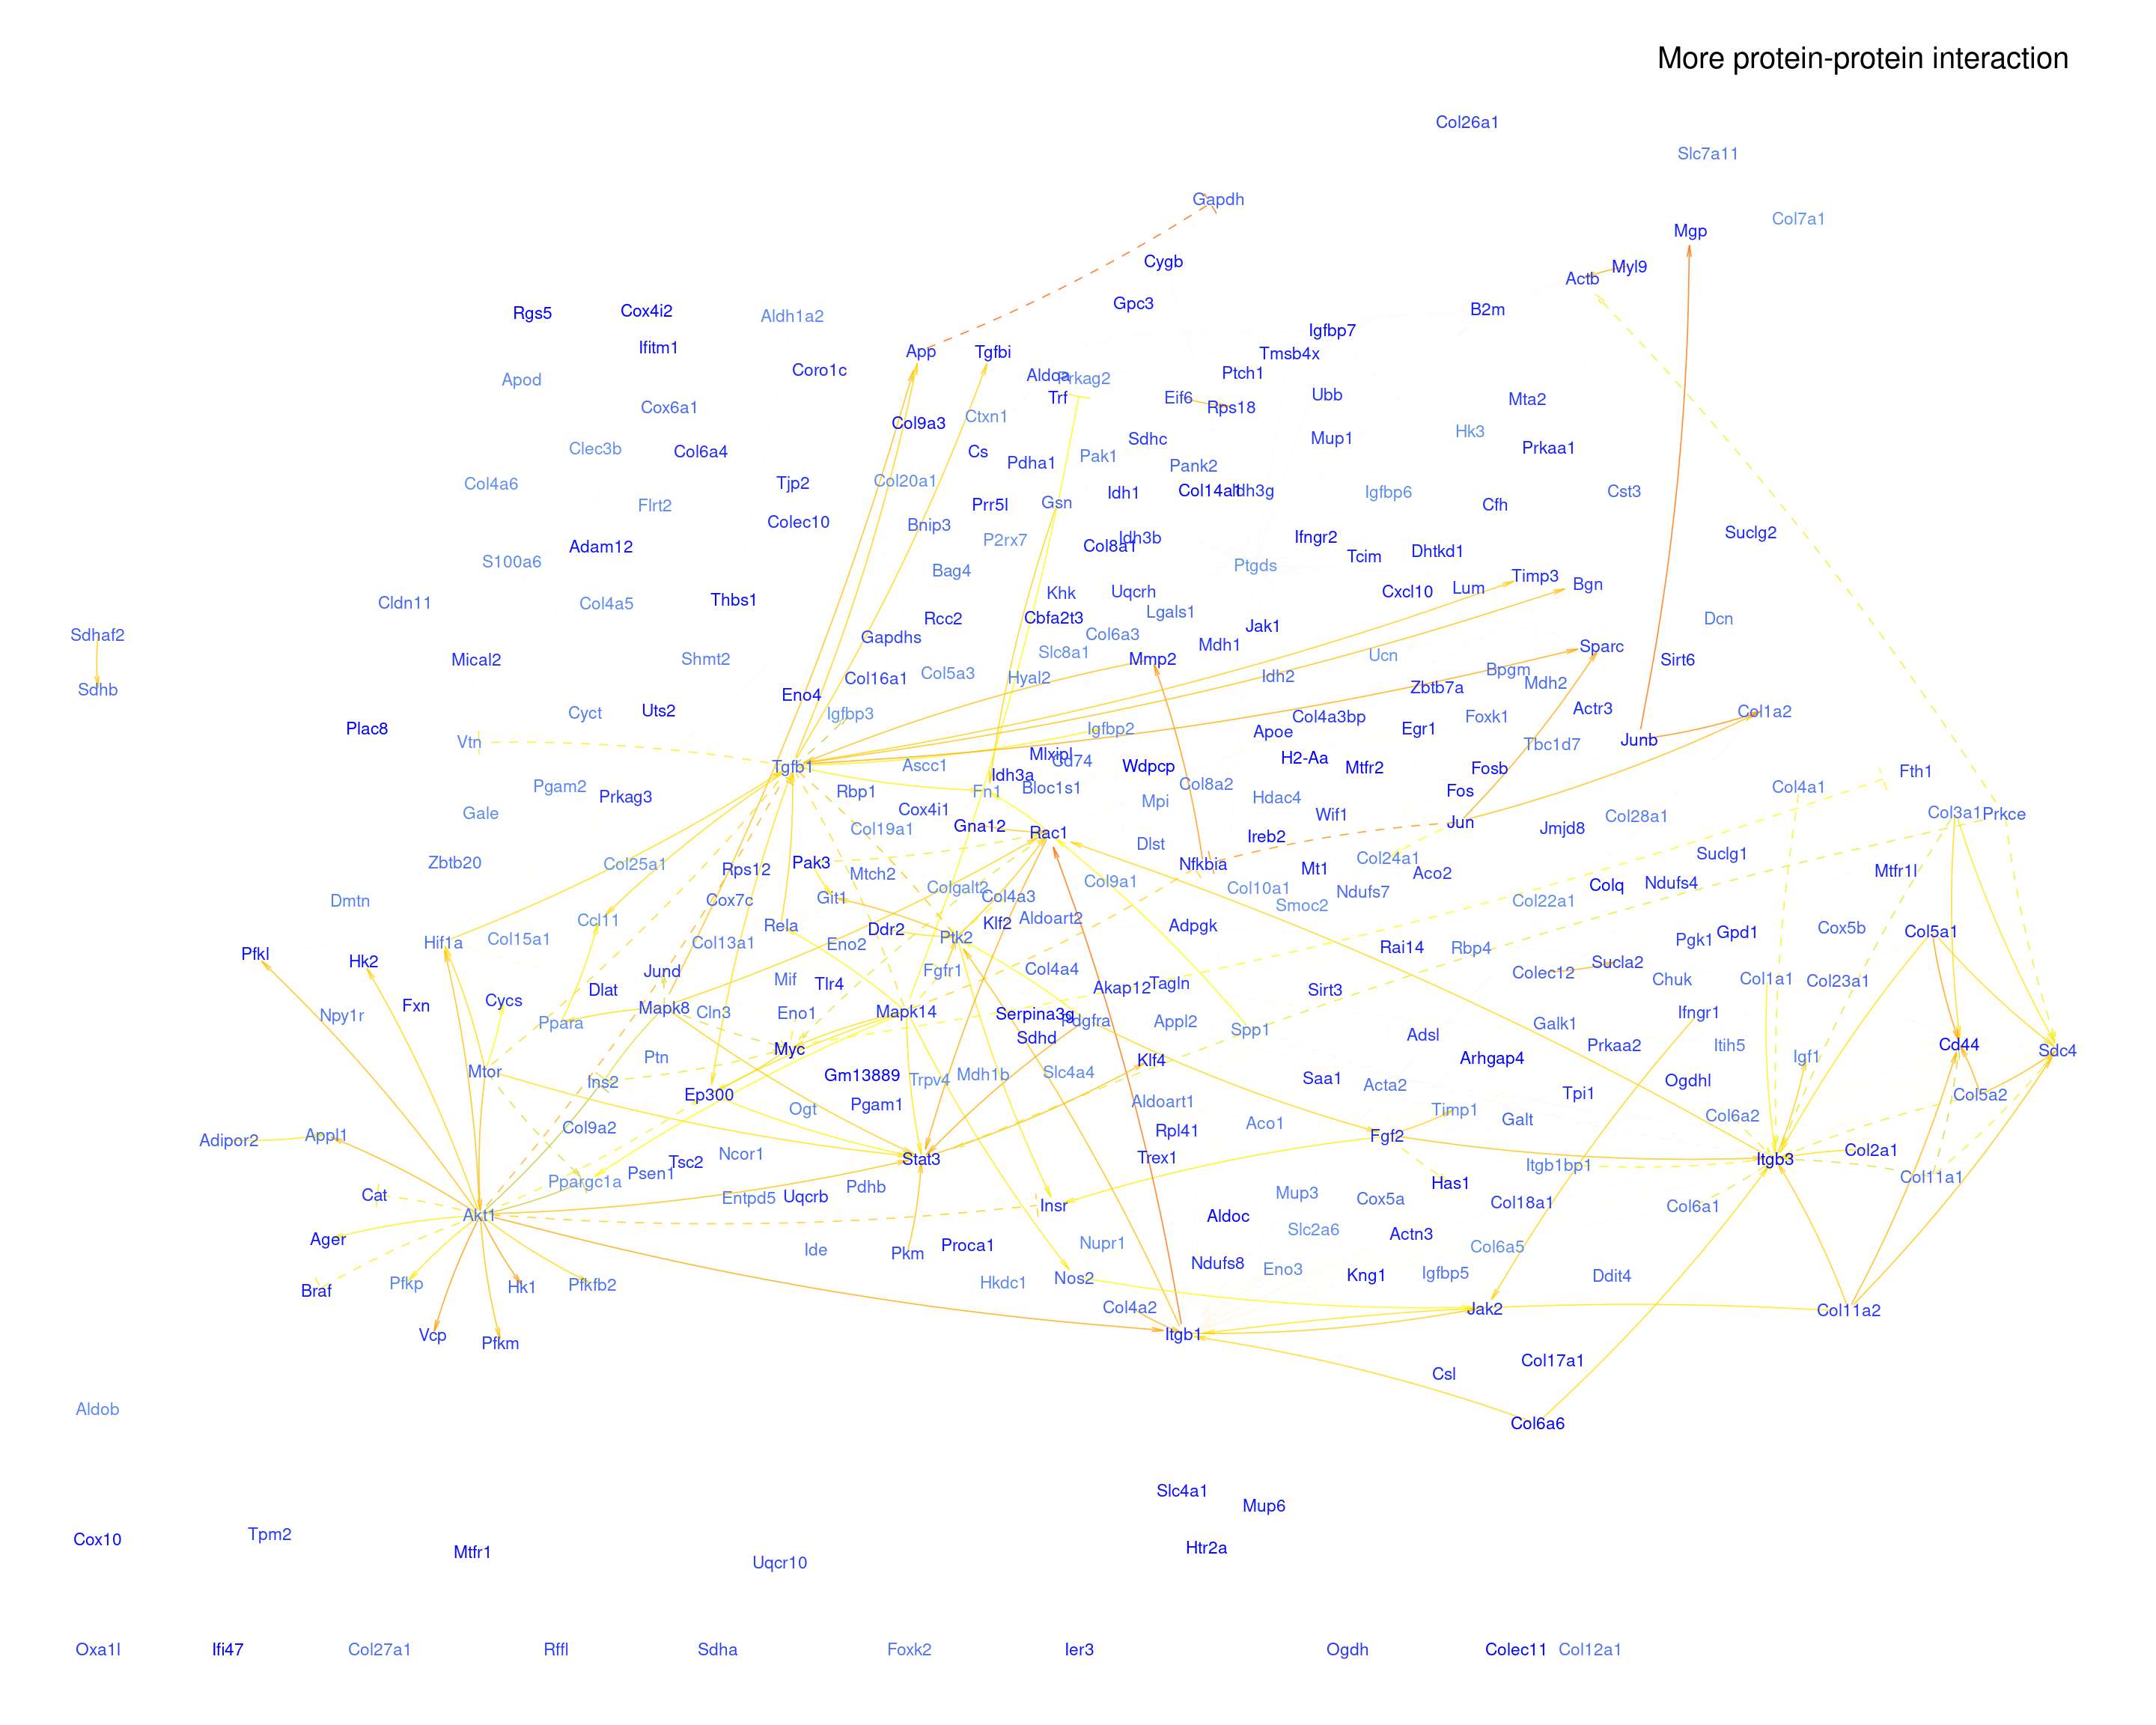 More protein-protein interaction
Col26a1
Slc7a11
Gapdh
Col7a1
Mgp
Cygb
Myl9
Actb
Gpc3
B2m
Rgs5
Cox4i2
Aldh1a2
Igfbp7
Ifitm1
App
Tgfbi
Tmsb4x
Coro1c
Ptch1
Aldoa
Prkag2
Apod
Ubb
Trf
Eif6
Mta2
Cox6a1
Rps18
Ctxn1
Col9a3
Hk3
Sdhc
Mup1
Clec3b
Col6a4
Cs
Prkaa1
Pak1
Pdha1
Pank2
Col4a6
Tjp2
Col20a1
Idh1
Col14a1
Idh3g
Igfbp6
Cst3
Flrt2
Prr5l
Gsn
Cfh
Colec10
Bnip3
Suclg2
P2rx7
Idh3b
Ifngr2
Adam12
Col8a1
Tcim
Dhtkd1
S100a6
Bag4
Ptgds
Timp3
Bgn
Khk
Uqcrh
Cxcl10
Lum
Cldn11
Col4a5
Thbs1
Lgals1
Rcc2
Cbfa2t3
Dcn
Jak1
Sdhaf2
Gapdhs
Col6a3
Mdh1
Sparc
Slc8a1
Ucn
Mical2
Shmt2
Mmp2
Sirt6
Col16a1
Col5a3
Hyal2
Idh2
Bpgm
Mdh2
Sdhb
Eno4
Zbtb7a
Cyct
Uts2
Igfbp3
Col4a3bp
Foxk1
Actr3
Col1a2
Plac8
Igfbp2
Apoe
Egr1
Vtn
Junb
Tbc1d7
Mlxipl
Cd74
H2-Aa
Tgfb1
Ascc1
Wdpcp
Mtfr2
Fosb
Fth1
Idh3a
Pgam2
Prkag3
Rbp1
Fn1
Bloc1s1
Col8a2
Fos
Col4a1
Gale
Cox4i1
Mpi
Hdac4
Wif1
Col28a1
Col3a1
Prkce
Col19a1
Gna12
Rac1
Ireb2
Jun
Jmjd8
Dlst
Zbtb20
Col25a1
Rps12
Pak3
Mtch2
Nfkbia
Mt1
Col24a1
Aco2
Suclg1
Mtfr1l
Colgalt2
Col4a3
Col9a1
Col10a1
Ndufs7
Colq
Ndufs4
Dmtn
Cox7c
Git1
Smoc2
Col22a1
Ccl11
Rela
Klf2
Aldoart2
Adpgk
Hif1a
Col15a1
Col13a1
Eno2
Ddr2
Ptk2
Rai14
Rbp4
Pgk1
Gpd1
Cox5b
Col5a1
Pfkl
Hk2
Jund
Fgfr1
Col4a4
Colec12
Sucla2
Mif
Tlr4
Akap12
Tagln
Sirt3
Chuk
Col1a1
Col23a1
Dlat
Fxn
Cycs
Mapk8
Cln3
Eno1
Mapk14
Serpina3g
Ifngr1
Npy1r
Ppara
Pdgfra
Appl2
Spp1
Galk1
Sdhd
Adsl
Myc
Ptn
Klf4
Arhgap4
Prkaa2
Itih5
Igf1
Cd44
Sdc4
Mtor
Ins2
Gm13889
Trpv4
Mdh1b
Slc4a4
Saa1
Acta2
Ogdhl
Ep300
Tpi1
Col5a2
Ogt
Pgam1
Aldoart1
Timp1
Galt
Col6a2
Col9a2
Aco1
Adipor2
Appl1
Rpl41
Fgf2
Ncor1
Stat3
Trex1
Itgb3
Col2a1
Tsc2
Itgb1bp1
Ppargc1a
Psen1
Pdhb
Col11a1
Cat
Entpd5
Uqcrb
Mup3
Cox5a
Has1
Akt1
Insr
Aldoc
Col18a1
Col6a1
Ager
Ide
Pkm
Proca1
Nupr1
Slc2a6
Actn3
Col6a5
Braf
Pfkp
Hk1
Pfkfb2
Hkdc1
Nos2
Ndufs8
Eno3
Kng1
Igfbp5
Ddit4
Col4a2
Jak2
Col11a2
Vcp
Pfkm
Itgb1
Col17a1
Csl
Aldob
Col6a6
Slc4a1
Mup6
Cox10
Tpm2
Mtfr1
Htr2a
Uqcr10
Oxa1l
Ifi47
Col27a1
Rffl
Sdha
Foxk2
Ier3
Ogdh
Colec11
Col12a1